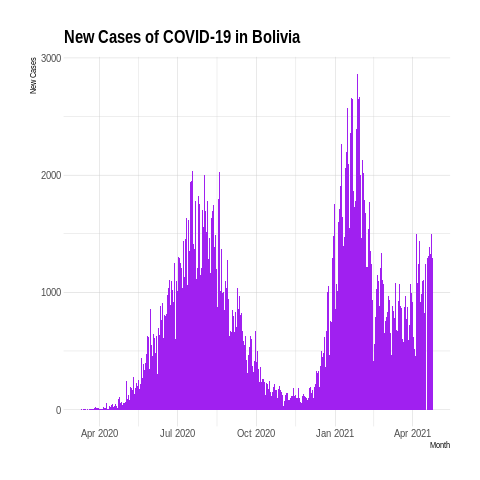 New Cases of COVID-19 in Bolivia
New Cases
3000
2000
1000
0
Apr 2020 Jul 2020 Oct 2020 Jan 2021 Apr 2021
Month